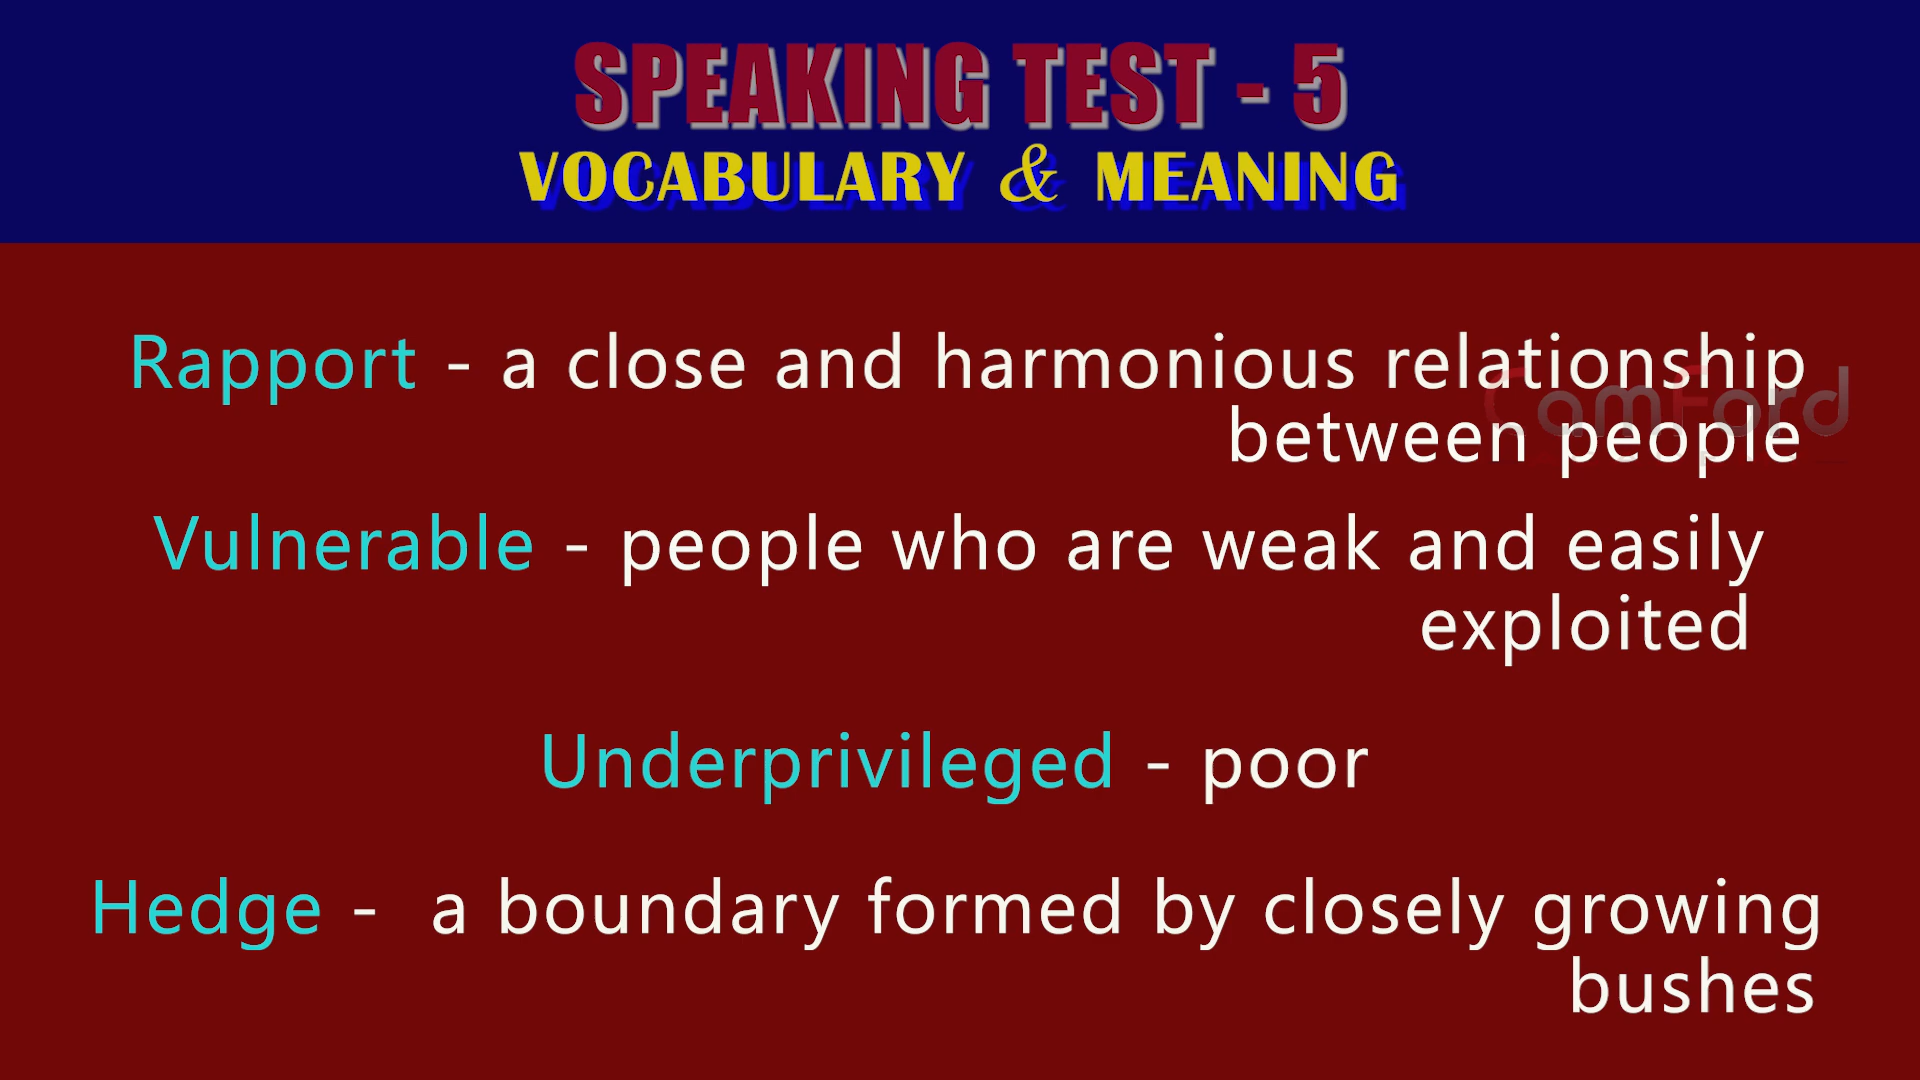 SPEAKING TEST - 5
VOCABULARY & MEANING
Rapport - a close and harmonious relationship
between people
CamFord
Vulnerable - people who are weak and easily
exploited
Underprivileged - poor
Hedge - a boundary formed by closely growing
bushes